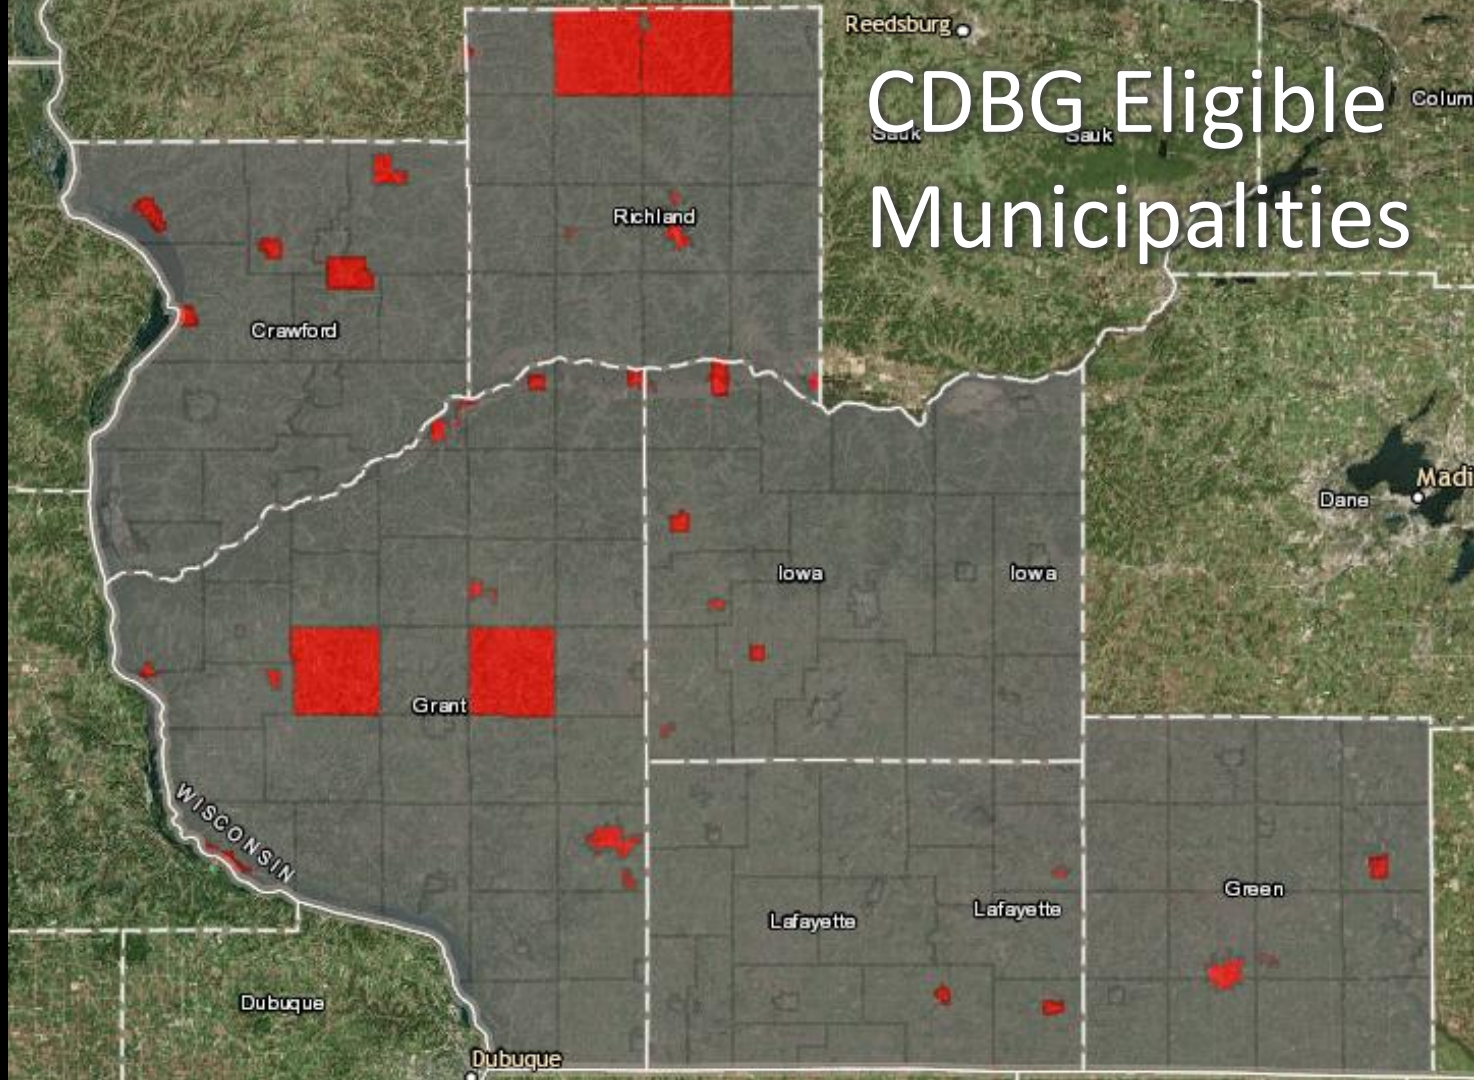 Reedsburg
CDBG Eligible
Municipalities
Colum
Sauk
Sauk
Richland
Crawford
Madi
Dane
Iowa
Iowa
Grant
WISCONSIN
Green
Lafayette
Lafayette
Dubuque
Dubuque